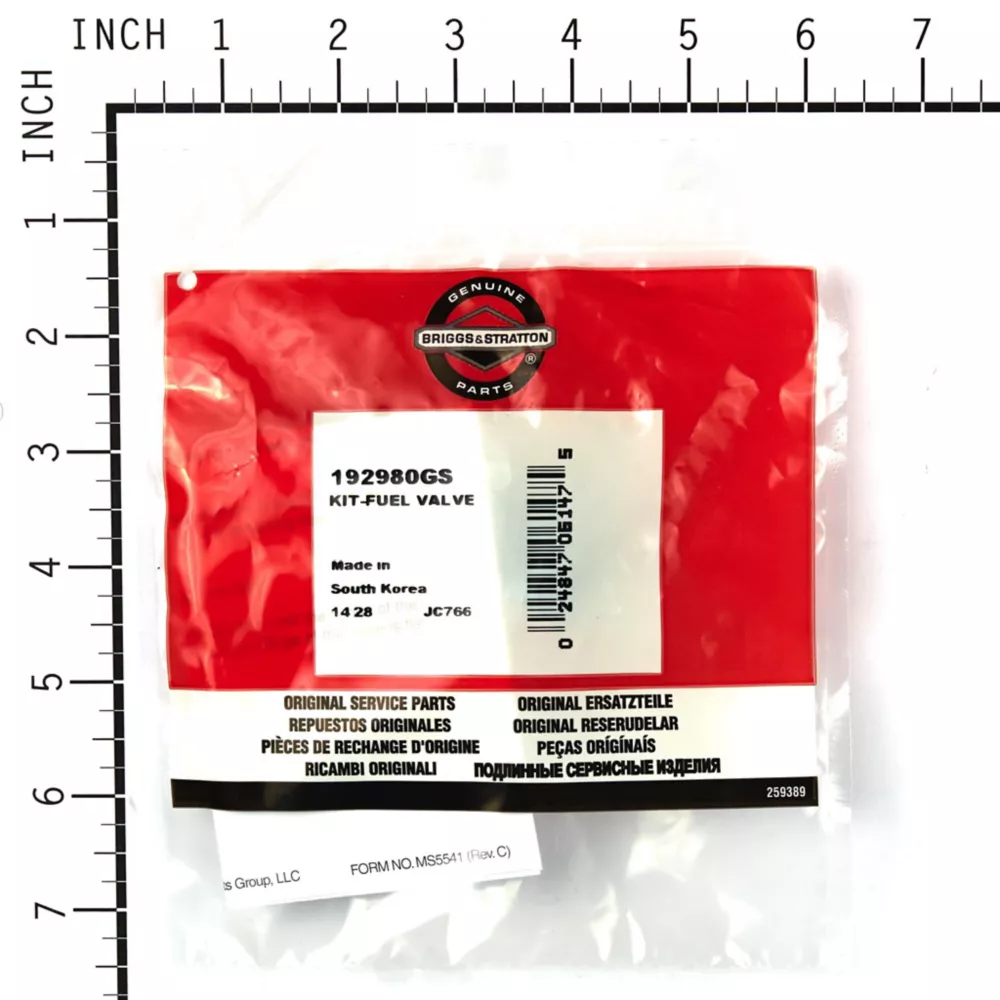 INCH 1 2 3 4 5 6 7
INCH
1
2
3
4
5
6
7
GENUINE
BRIGGS&STRATTON
®
PARTS
192980GS
KIT-FUEL VALVE
Made in
South Korea
14 28 JC766
0 24847 06147 5
ORIGINAL SERVICE PARTS
REPUESTOS ORIGINALES
PIÈCES DE RECHANGE D'ORIGINE
RICAMBI ORIGINALI
ORIGINAL ERSATZTEILE
ORIGINAL RESERUDELAR
PEÇAS ORÍGÍNAÍS
ПОДЛИННЫЕ СЕРВИСНЫЕ ИЗДЕЛИЯ
259389
Group, LLC FORM NO. MS5541 (Rev. C)